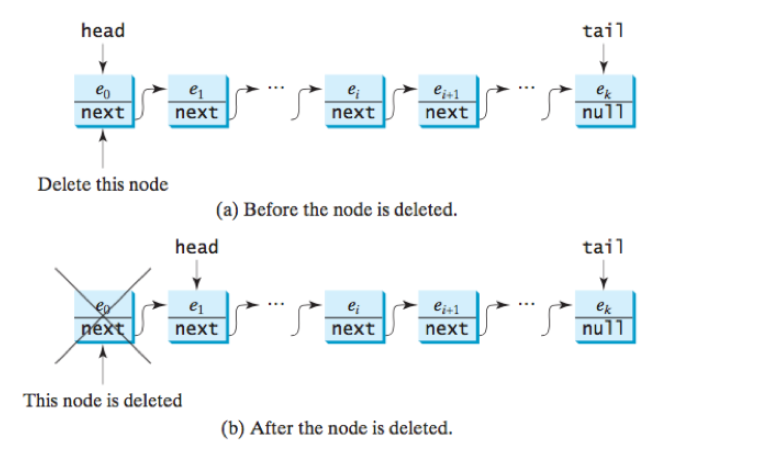 head tail
e₀ e₁ ... eᵢ eᵢ₊₁ ... eₖ
next next next next null
Delete this node
(a) Before the node is deleted.
head tail
e₀ e₁ ... eᵢ eᵢ₊₁ ... eₖ
next next next next null
This node is deleted
(b) After the node is deleted.